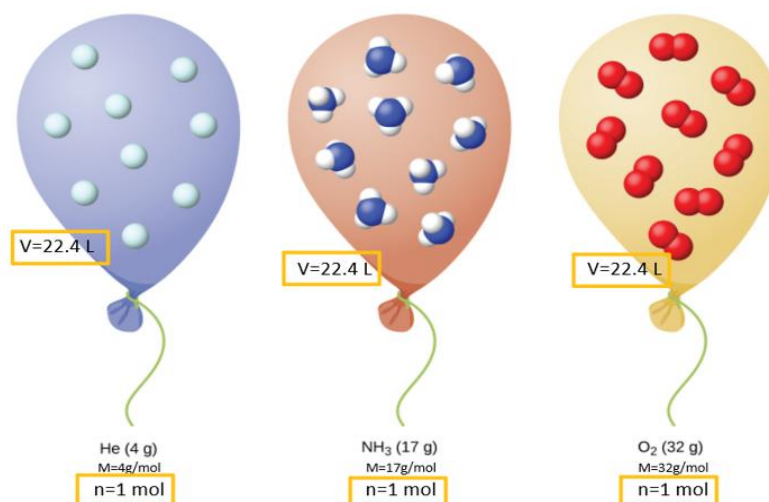 V=22.4 L
V=22.4 L
V=22.4 L
He (4 g)
M=4g/mol
n=1 mol
NH₃ (17 g)
M=17g/mol
n=1 mol
O₂ (32 g)
M=32g/mol
n=1 mol